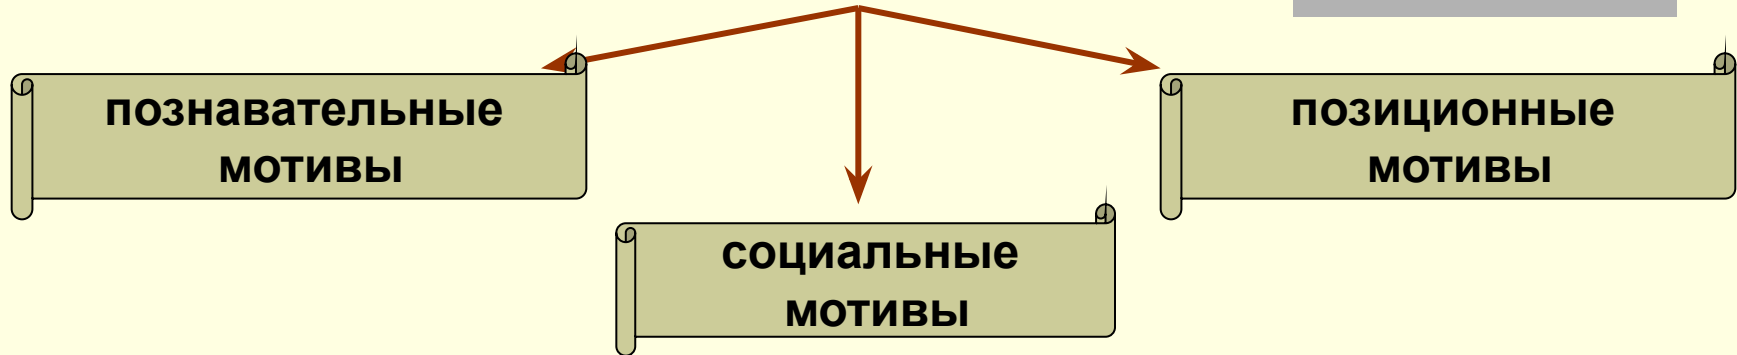 познавательные
мотивы
социальные
мотивы
позиционные
мотивы